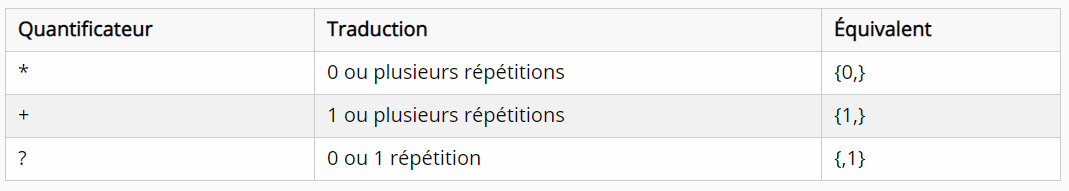 Quantificateur Traduction Équivalent
* 0 ou plusieurs répétitions {0,}
+ 1 ou plusieurs répétitions {1,}
? 0 ou 1 répétition {,1}